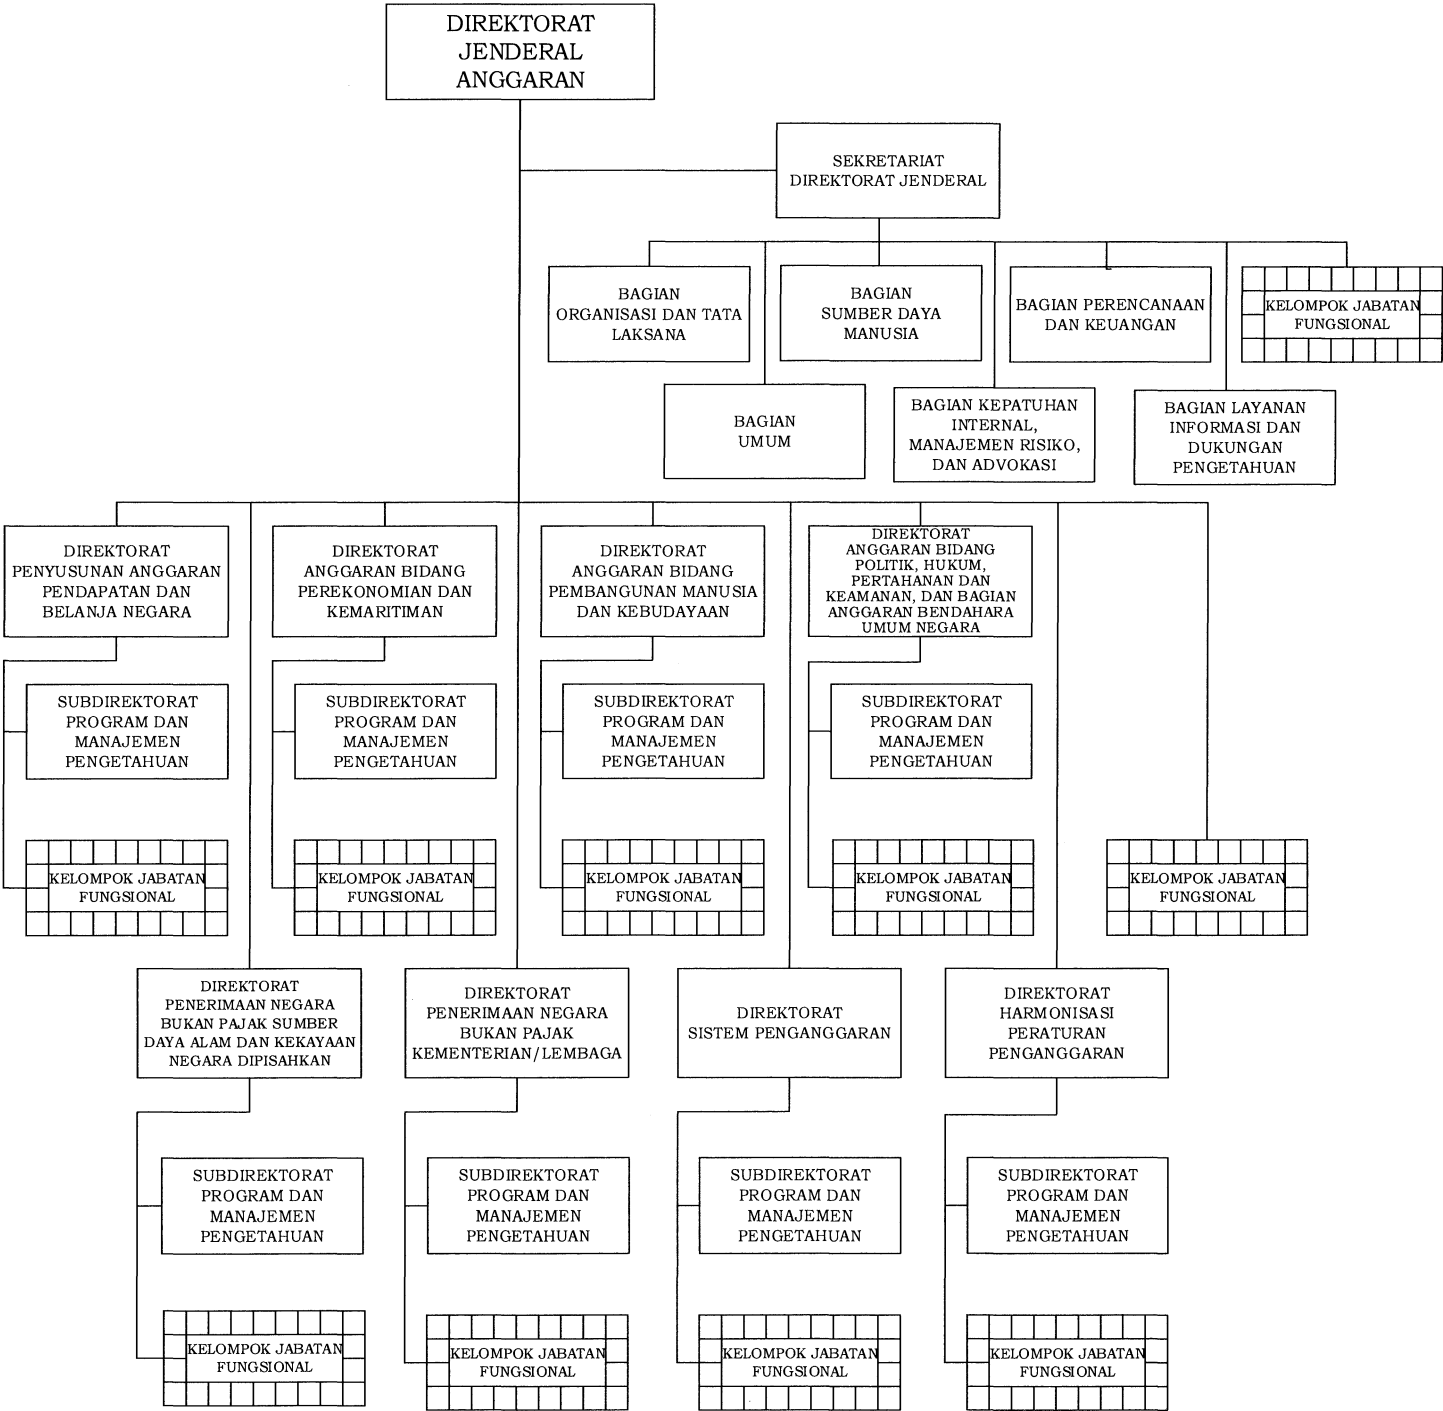 DIREKTORAT
JENDERAL
ANGGARAN
SEKRETARIAT
DIREKTORAT JENDERAL
BAGIAN
ORGANISASI DAN TATA
LAKSANA
BAGIAN
SUMBER DAYA
MANUSIA
BAGIAN PERENCANAAN
DAN KEUANGAN
KELOMPOK JABATAN
FUNGSIONAL
BAGIAN
UMUM
BAGIAN KEPATUHAN
INTERNAL,
MANAJEMEN RISIKO,
DAN ADVOKASI
BAGIAN LAYANAN
INFORMASI DAN
DUKUNGAN
PENGETAHUAN
DIREKTORAT
PENYUSUNAN ANGGARAN
PENDAPATAN DAN
BELANJA NEGARA
DIREKTORAT
ANGGARAN BIDANG
PEREKONOMIAN DAN
KEMARITIMAN
DIREKTORAT
ANGGARAN BIDANG
PEMBANGUNAN MANUSIA
DAN KEBUDAYAAN
DIREKTORAT
ANGGARAN BIDANG
POLITIK, HUKUM,
PERTAHANAN DAN
KEAMANAN, DAN BAGIAN
ANGGARAN BENDAHARA
UMUM NEGARA
SUBDIREKTORAT
PROGRAM DAN
MANAJEMEN
PENGETAHUAN
SUBDIREKTORAT
PROGRAM DAN
MANAJEMEN
PENGETAHUAN
SUBDIREKTORAT
PROGRAM DAN
MANAJEMEN
PENGETAHUAN
SUBDIREKTORAT
PROGRAM DAN
MANAJEMEN
PENGETAHUAN
KELOMPOK JABATAN
FUNGSIONAL
KELOMPOK JABATAN
FUNGSIONAL
KELOMPOK JABATAN
FUNGSIONAL
KELOMPOK JABATAN
FUNGSIONAL
KELOMPOK JABATAN
FUNGSIONAL
DIREKTORAT
PENERIMAAN NEGARA
BUKAN PAJAK SUMBER
DAYA ALAM DAN KEKAYAAN
NEGARA DIPISAHKAN
DIREKTORAT
PENERIMAAN NEGARA
BUKAN PAJAK
KEMENTERIAN/LEMBAGA
DIREKTORAT
SISTEM PENGANGGARAN
DIREKTORAT
HARMONISASI
PERATURAN
PENGANGGARAN
SUBDIREKTORAT
PROGRAM DAN
MANAJEMEN
PENGETAHUAN
SUBDIREKTORAT
PROGRAM DAN
MANAJEMEN
PENGETAHUAN
SUBDIREKTORAT
PROGRAM DAN
MANAJEMEN
PENGETAHUAN
SUBDIREKTORAT
PROGRAM DAN
MANAJEMEN
PENGETAHUAN
KELOMPOK JABATAN
FUNGSIONAL
KELOMPOK JABATAN
FUNGSIONAL
KELOMPOK JABATAN
FUNGSIONAL
KELOMPOK JABATAN
FUNGSIONAL